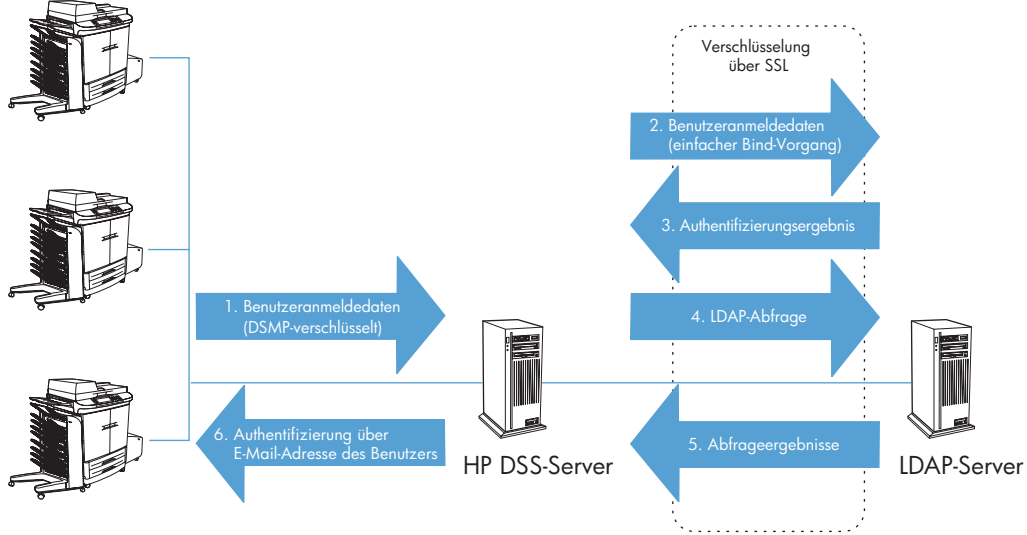 Verschlüsselung
über SSL
2. Benutzeranmeldedaten
(einfacher Bind-Vorgang)
3. Authentifizierungsergebnis
1. Benutzeranmeldedaten
(DSMP-verschlüsselt)
4. LDAP-Abfrage
6. Authentifizierung über
E-Mail-Adresse des Benutzers
5. Abfrageergebnisse
HP DSS-Server
LDAP-Server